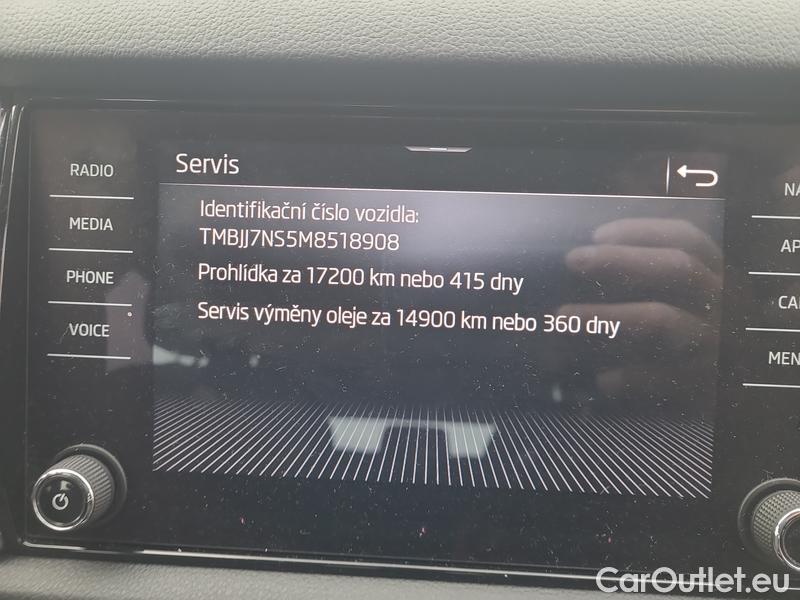 Servis
RADIO
MEDIA
PHONE
VOICE
Identifikační číslo vozidla:
TMBJJ7NS5M8518908
Prohlídka za 17200 km nebo 415 dny
Servis výměny oleje za 14900 km nebo 360 dny
NA
AP
CA
MEN
CarOutlet.eu